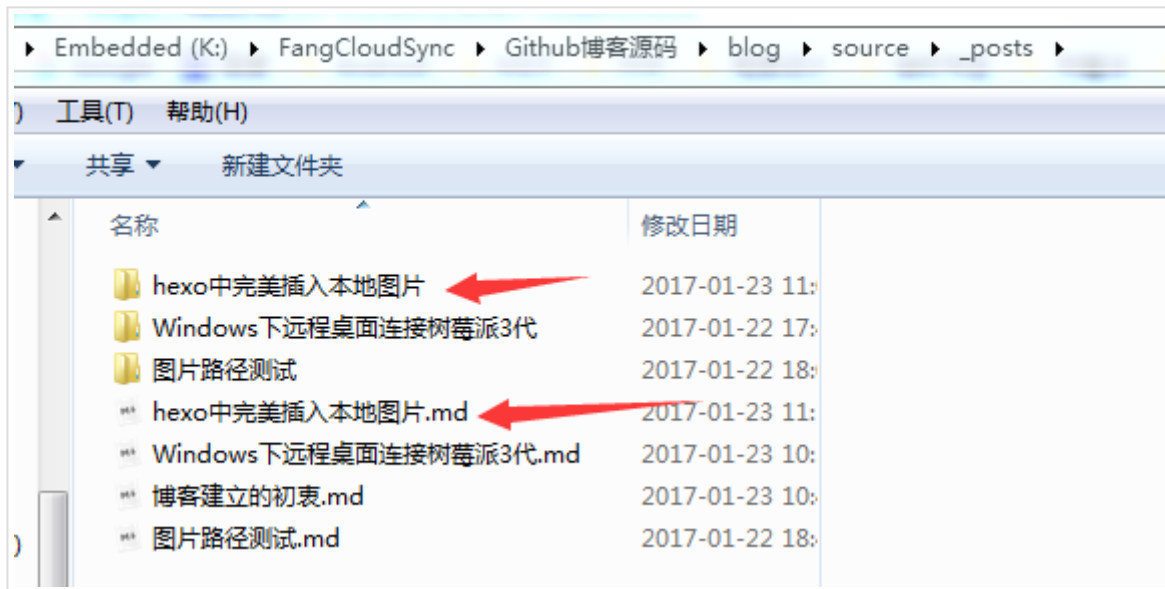 Embedded (K:) ▸ FangCloudSync ▸ Github博客源码 ▸ blog ▸ source ▸ _posts ▸
) 工具(T) 帮助(H)
共享 新建文件夹
名称 修改日期
hexo中完美插入本地图片 2017-01-23 11:
Windows下远程桌面连接树莓派3代 2017-01-22 17:
图片路径测试 2017-01-22 18:
hexo中完美插入本地图片.md 2017-01-23 11:
Windows下远程桌面连接树莓派3代.md 2017-01-23 10:
博客建立的初衷.md 2017-01-23 10:
图片路径测试.md 2017-01-22 18:
)